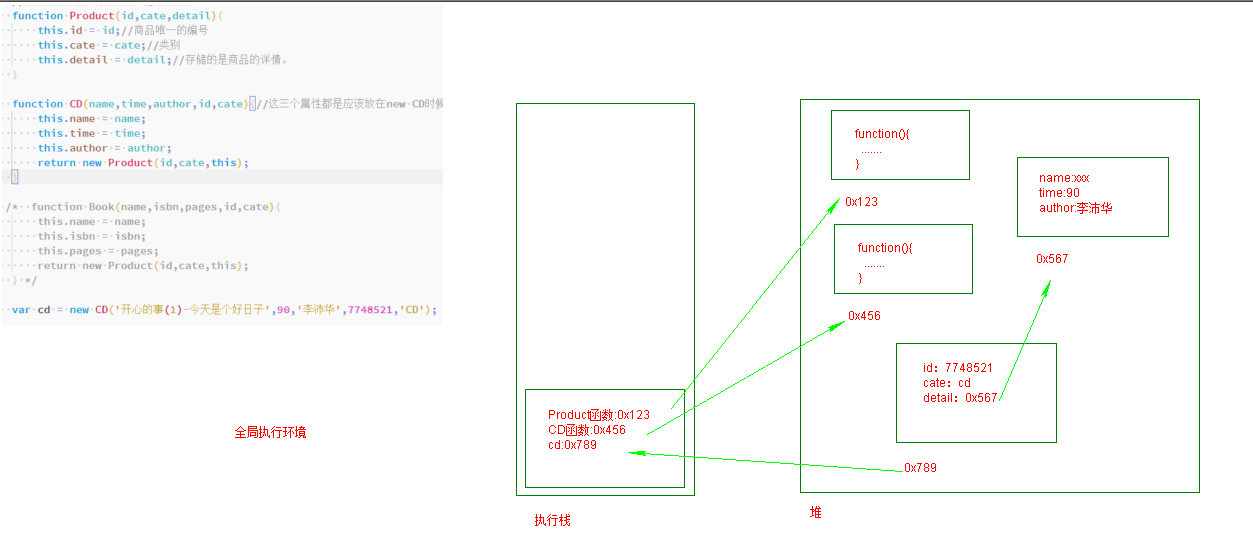 function Product(id,cate,detail){
this.id = id;//商品唯一的编号
this.cate = cate;//类别
this.detail = detail;//存储的是商品的详情。
}
function CD(name,time,author,id,cate){//这三个属性都是应该放在new CD时候
this.name = name;
this.time = time;
this.author = author;
return new Product(id,cate,this);
}
/* function Book(name,isbn,pages,id,cate){
this.name = name;
this.isbn = isbn;
this.pages = pages;
return new Product(id,cate,this);
} */
var cd = new CD('开心的事(1)-今天是个好日子',90,'李沛华',7748521,'CD');
全局执行环境
Product函数:0x123
CD函数:0x456
cd:0x789
执行栈
function(){
.......
}
0x123
function(){
.......
}
0x456
name:xxx
time:90
author:李沛华
0x567
id：7748521
cate：cd
detail：0x567
0x789
堆